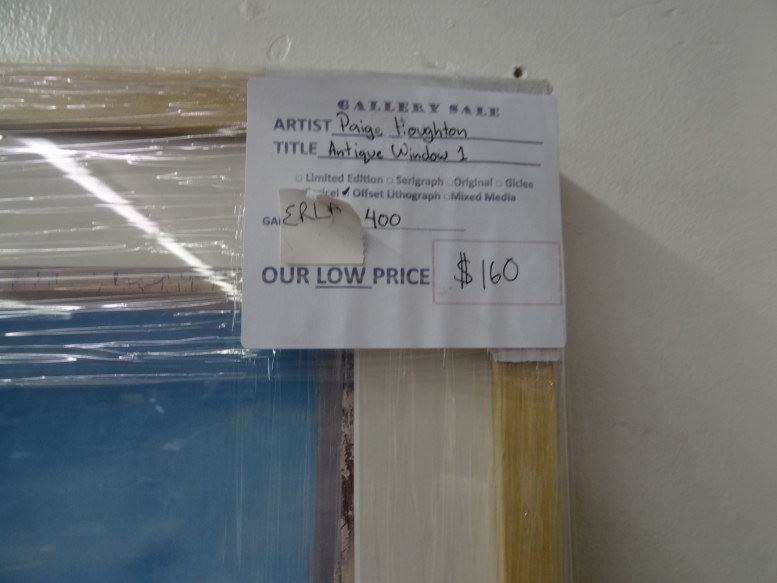 GALLERY SALE
ARTIST Paige Houghton
TITLE Antique Window 1
□ Limited Edition □ Serigraph □ Original □ Giclee
✓ Offset Lithograph □ Mixed Media
400
OUR LOW PRICE $160